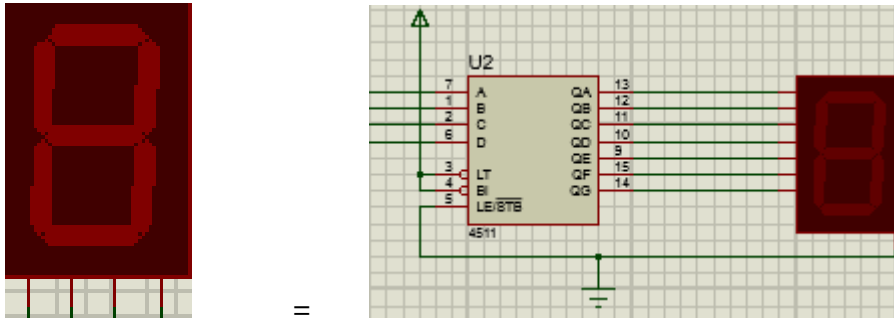 U2
7 A QA 13
1 B QB 12
2 C QC 11
6 D QD 10
QE 9
3 LT QF 15
4 BI QG 14
5 LE/STB
4511
=